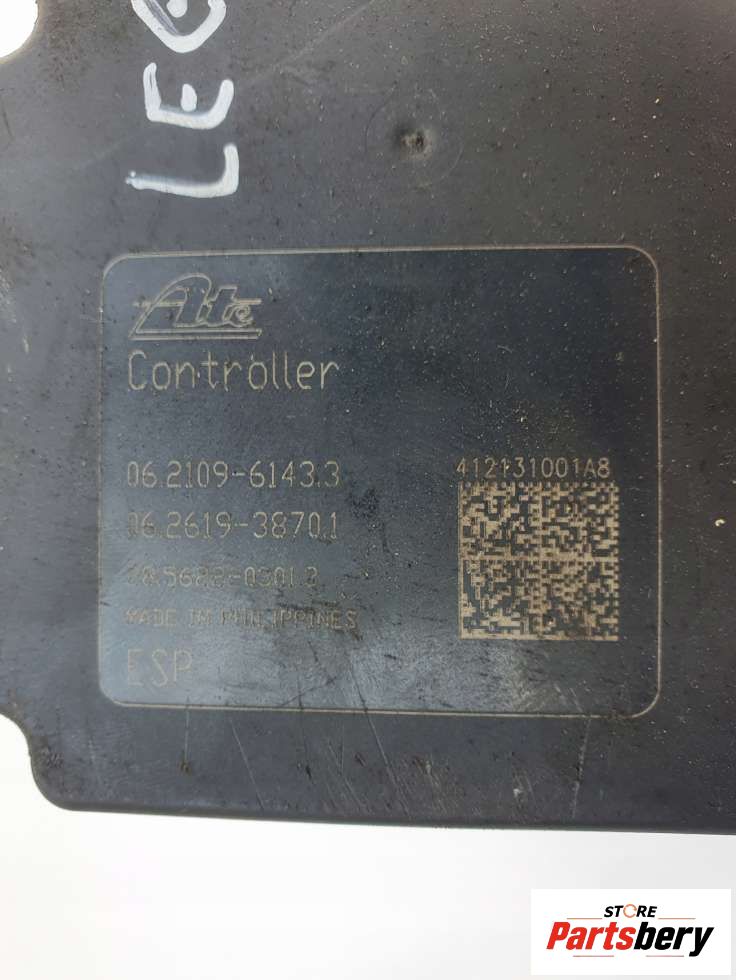 Ate
Controller
06.2109-6143.3
06.2619-3870.1
412131001A8
MADE IN PHILIPPINES
ESP
STORE
Partsbery